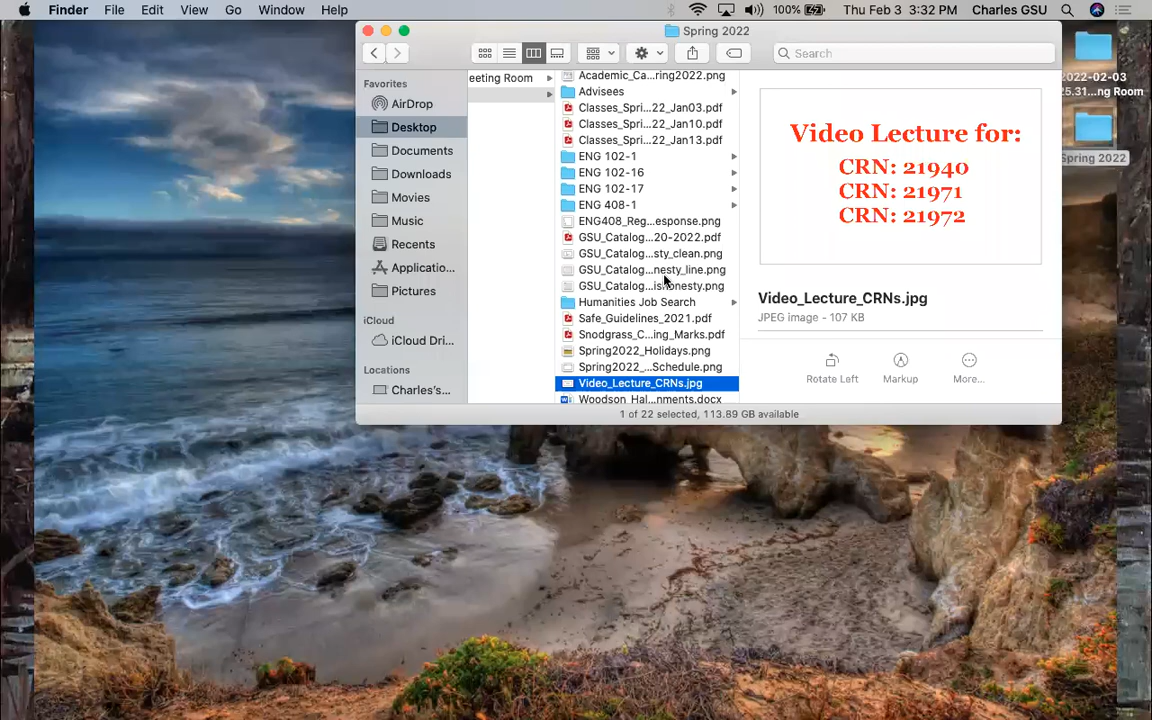 Finder File Edit View Go Window Help 100% Thu Feb 3 3:32 PM Charles GSU
Spring 2022
Search
Favorites
AirDrop
Desktop
Documents
Downloads
Movies
Music
Recents
Applicatio...
Pictures
iCloud
iCloud Dri...
Locations
Charles's...
eeting Room
Academic_Ca...ring2022.png
Advisees
Classes_Spri...22_Jan03.pdf
Classes_Spri...22_Jan10.pdf
Classes_Spri...22_Jan13.pdf
ENG 102-1
ENG 102-16
ENG 102-17
ENG 408-1
ENG408_Reg...esponse.png
GSU_Catalog...20-2022.pdf
GSU_Catalog...sty_clean.png
GSU_Catalog...nesty_line.png
GSU_Catalog...ishonesty.png
Humanities Job Search
Safe_Guidelines_2021.pdf
Snodgrass_C...ing_Marks.pdf
Spring2022_Holidays.png
Spring2022_...Schedule.png
Video_Lecture_CRNs.jpg
Woodson_Hal...nments.docx
Video Lecture for:
CRN: 21940
CRN: 21971
CRN: 21972
Video_Lecture_CRNs.jpg
JPEG image - 107 KB
Rotate Left Markup More...
1 of 22 selected, 113.89 GB available
2022-02-03
25.31...ng Room
Spring 2022